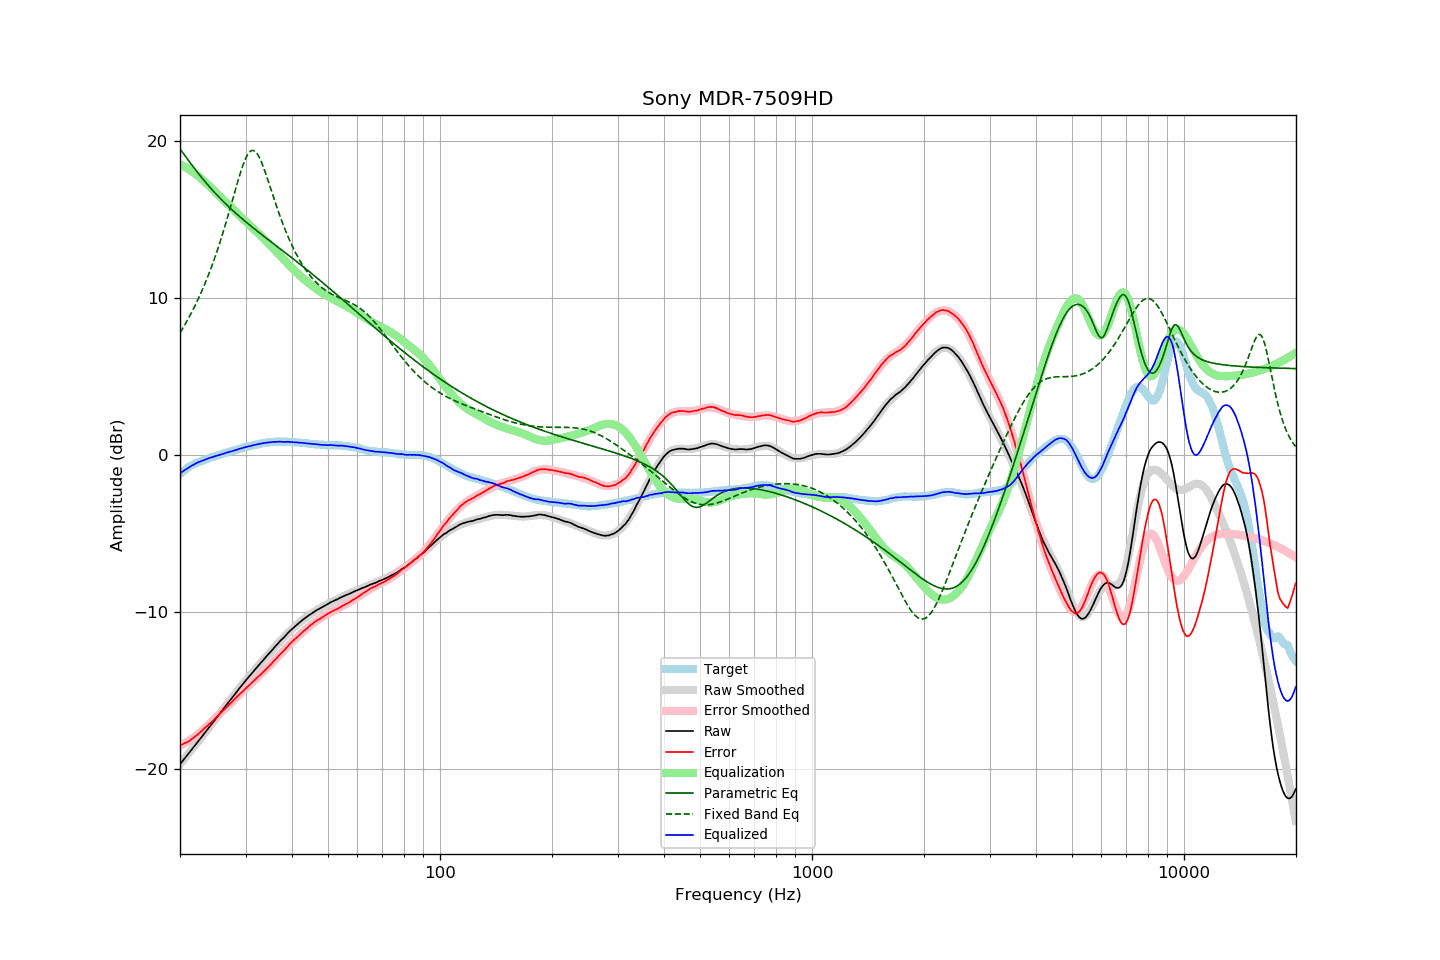 Sony MDR-7509HD
Amplitude (dBr)
20
10
0
−10
−20
100
1000
10000
Frequency (Hz)
Target
Raw Smoothed
Error Smoothed
Raw
Error
Equalization
Parametric Eq
Fixed Band Eq
Equalized